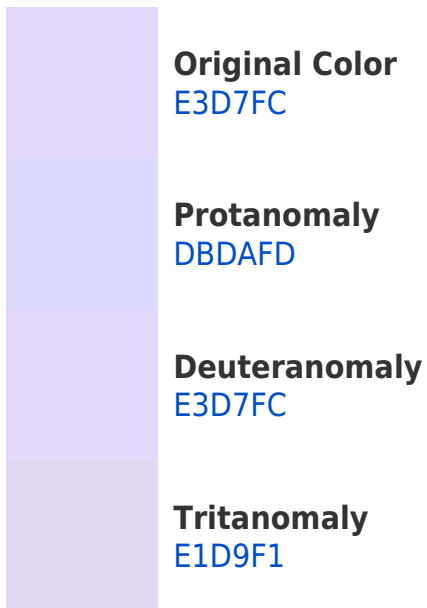 Original Color
E3D7FC
Protanomaly
DBDAFD
Deuteranomaly
E3D7FC
Tritanomaly
E1D9F1